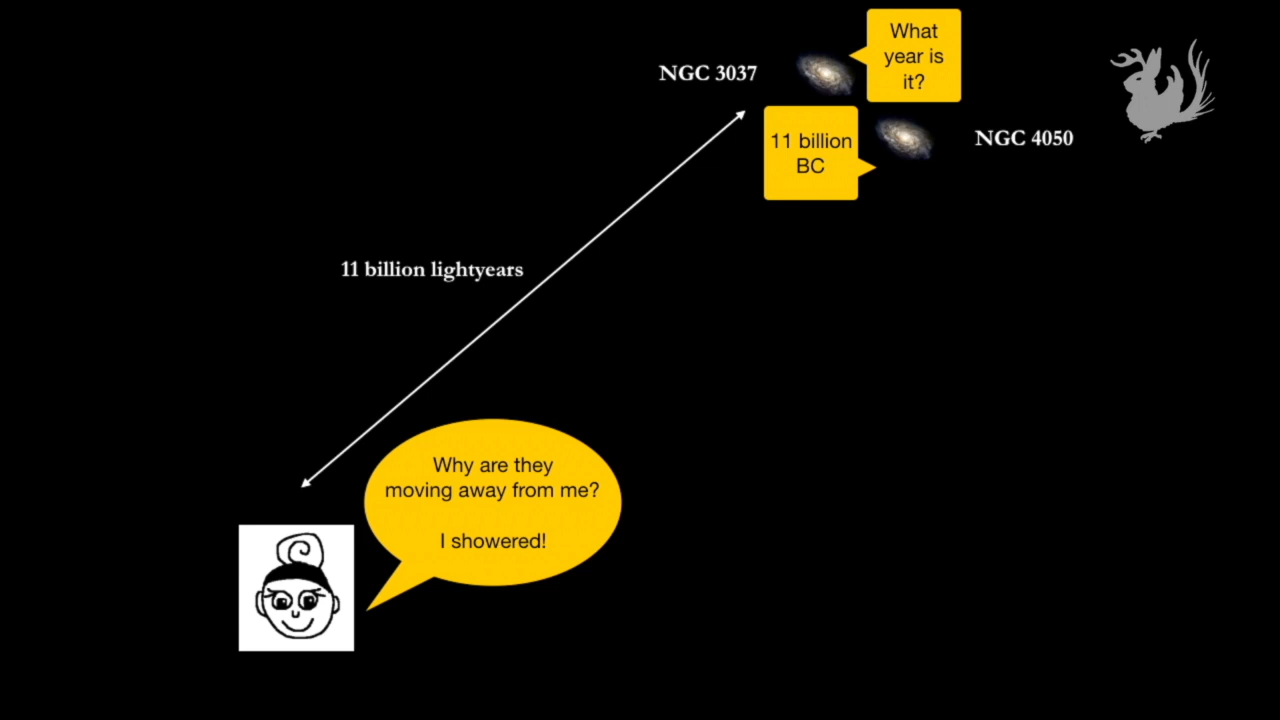 What
year is
it?
NGC 3037
11 billion
BC
NGC 4050
11 billion lightyears
Why are they
moving away from me?
I showered!